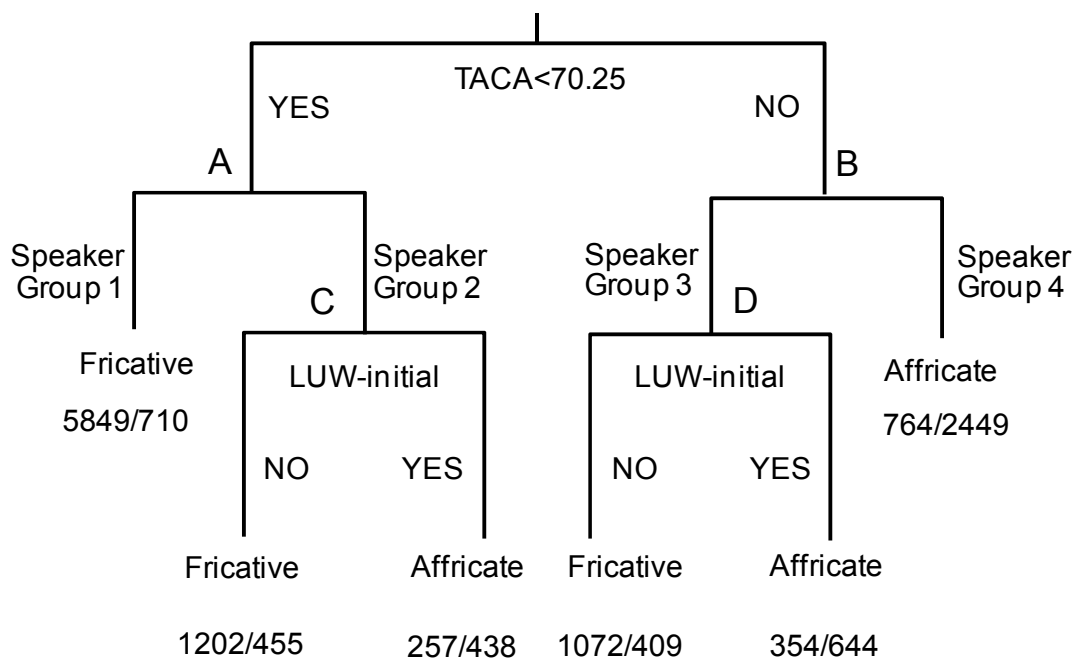 TACA<70.25
YES
NO
A
B
Speaker
Group 1
Speaker
Group 2
Speaker
Group 3
Speaker
Group 4
C
D
Fricative
5849/710
LUW-initial
LUW-initial
Affricate
764/2449
NO
YES
NO
YES
Fricative
Affricate
Fricative
Affricate
1202/455
257/438
1072/409
354/644